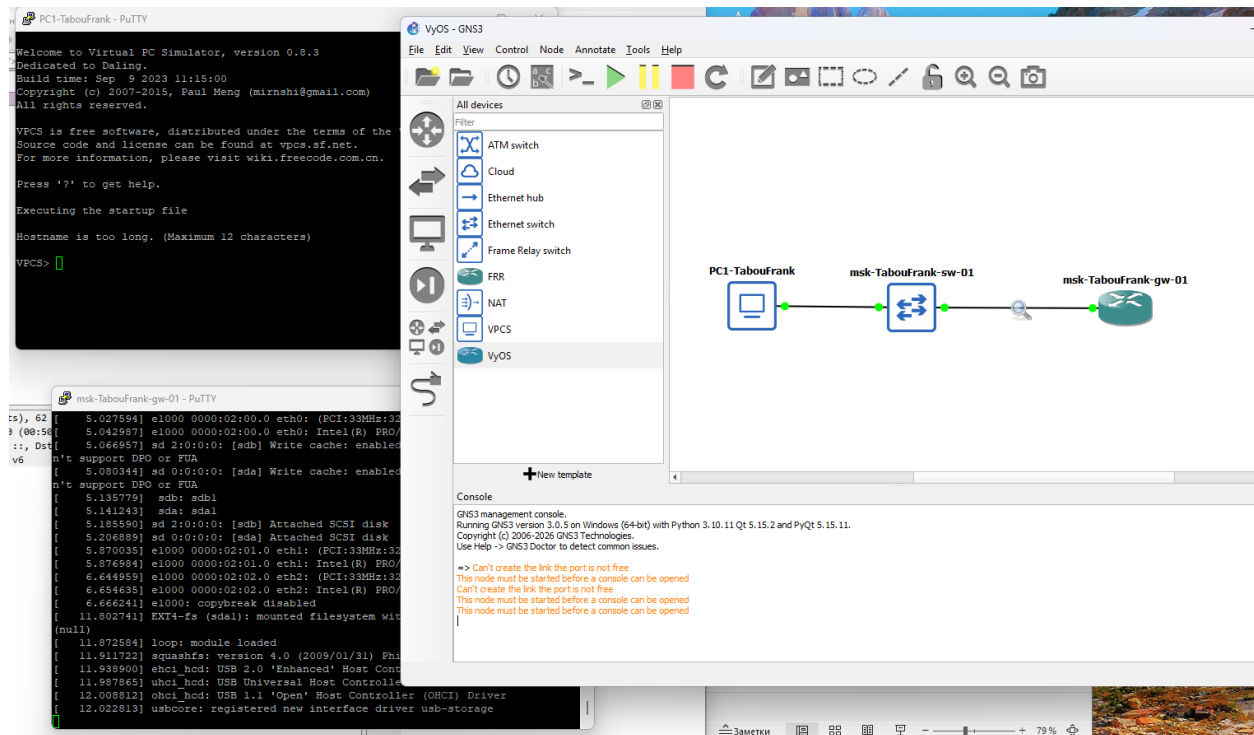 PC1-TabouFrank - PuTTY
Welcome to Virtual PC Simulator, version 0.8.3
Dedicated to Daling.
Build time: Sep  9 2023 11:15:00
Copyright (c) 2007-2015, Paul Meng (mirnshi@gmail.com)
All rights reserved.
VPCS is free software, distributed under the terms of the
Source code and license can be found at vpcs.sf.net.
For more information, please visit wiki.freecode.com.cn.
Press '?' to get help.
Executing the startup file
Hostname is too long. (Maximum 12 characters)
VPCS>
VyOS - GNS3
File Edit View Control Node Annotate Tools Help
All devices
Filter
ATM switch
Cloud
Ethernet hub
Ethernet switch
Frame Relay switch
FRR
NAT
VPCS
VyOS
New template
PC1-TabouFrank
msk-TabouFrank-sw-01
msk-TabouFrank-gw-01
Console
GNS3 management console.
Running GNS3 version 3.0.5 on Windows (64-bit) with Python 3.10.11 Qt 5.15.2 and PyQt 5.15.11.
Copyright (c) 2006-2026 GNS3 Technologies.
Use Help -> GNS3 Doctor to detect common issues.
=> Can't create the link the port is not free
This node must be started before a console can be opened
Can't create the link the port is not free
This node must be started before a console can be opened
This node must be started before a console can be opened
msk-TabouFrank-gw-01 - PuTTY
[    5.027594] e1000 0000:02:00.0 eth0: (PCI:33MHz:32
[    5.042987] e1000 0000:02:00.0 eth0: Intel(R) PRO/
[    5.066957] sd 2:0:0:0: [sdb] Write cache: enabled
n't support DPO or FUA
[    5.080344] sd 0:0:0:0: [sda] Write cache: enabled
n't support DPO or FUA
[    5.135779]  sdb: sdb1
[    5.141243]  sda: sda1
[    5.185590] sd 2:0:0:0: [sdb] Attached SCSI disk
[    5.206889] sd 0:0:0:0: [sda] Attached SCSI disk
[    5.870035] e1000 0000:02:01.0 eth1: (PCI:33MHz:32
[    5.876984] e1000 0000:02:01.0 eth1: Intel(R) PRO/
[    6.644959] e1000 0000:02:02.0 eth2: (PCI:33MHz:32
[    6.654635] e1000 0000:02:02.0 eth2: Intel(R) PRO/
[    6.666241] e1000: copybreak disabled
[   11.802741] EXT4-fs (sda1): mounted filesystem wit
(null)
[   11.872584] loop: module loaded
[   11.911722] squashfs: version 4.0 (2009/01/31) Phi
[   11.938900] ehci_hcd: USB 2.0 'Enhanced' Host Cont
[   11.987865] uhci_hcd: USB Universal Host Controlle
[   12.008812] ohci_hcd: USB 1.1 'Open' Host Controller (OHCI) Driver
[   12.022813] usbcore: registered new interface driver usb-storage
ts), 62
(00:50
::, Dst
v6
Заметки
79 %